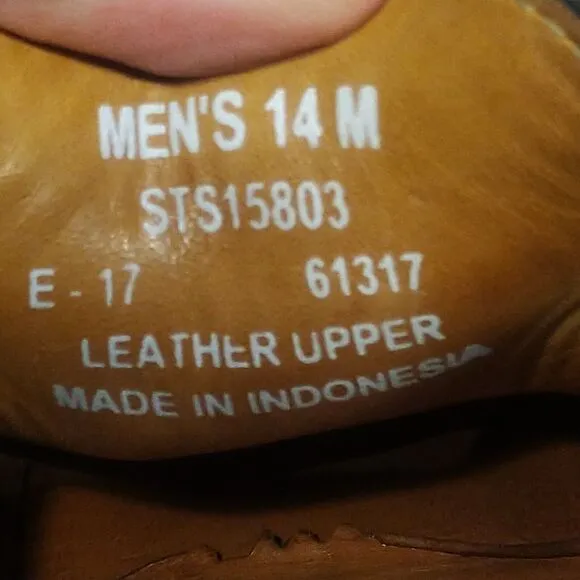 MEN'S 14 M
STS15803
E - 17 61317
LEATHER UPPER
MADE IN INDONESIA